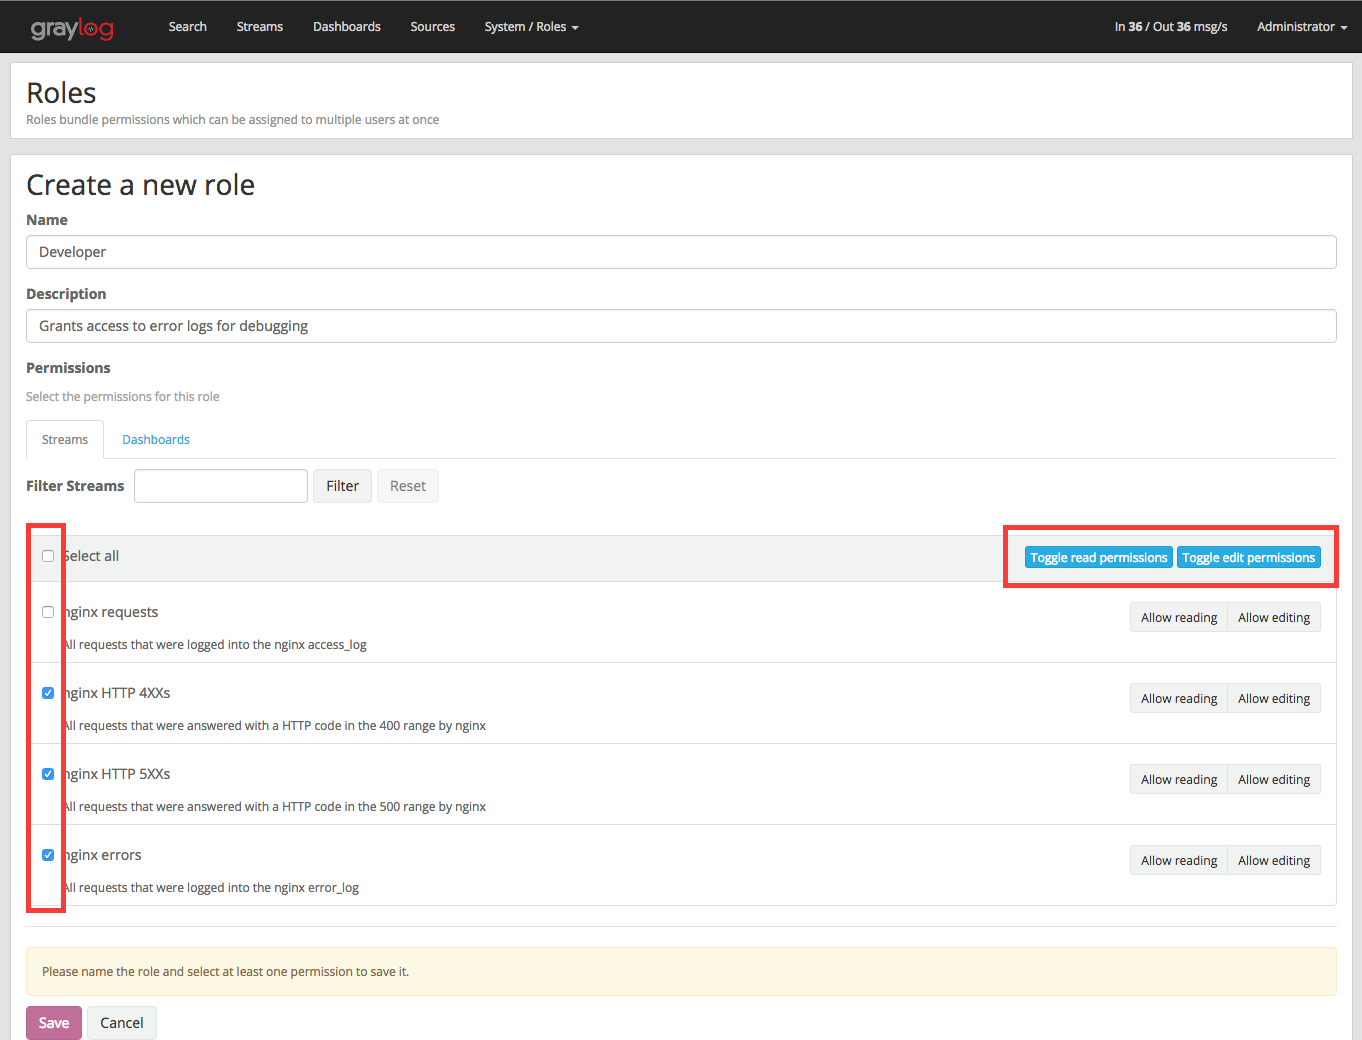 graylog Search Streams Dashboards Sources System / Roles In 36 / Out 36 msg/s Administrator
Roles
Roles bundle permissions which can be assigned to multiple users at once
Create a new role
Name
Developer
Description
Grants access to error logs for debugging
Permissions
Select the permissions for this role
Streams Dashboards
Filter Streams Filter Reset
Select all Toggle read permissions Toggle edit permissions
nginx requests Allow reading Allow editing
All requests that were logged into the nginx access_log
nginx HTTP 4XXs Allow reading Allow editing
All requests that were answered with a HTTP code in the 400 range by nginx
nginx HTTP 5XXs Allow reading Allow editing
All requests that were answered with a HTTP code in the 500 range by nginx
nginx errors Allow reading Allow editing
All requests that were logged into the nginx error_log
Please name the role and select at least one permission to save it.
Save Cancel